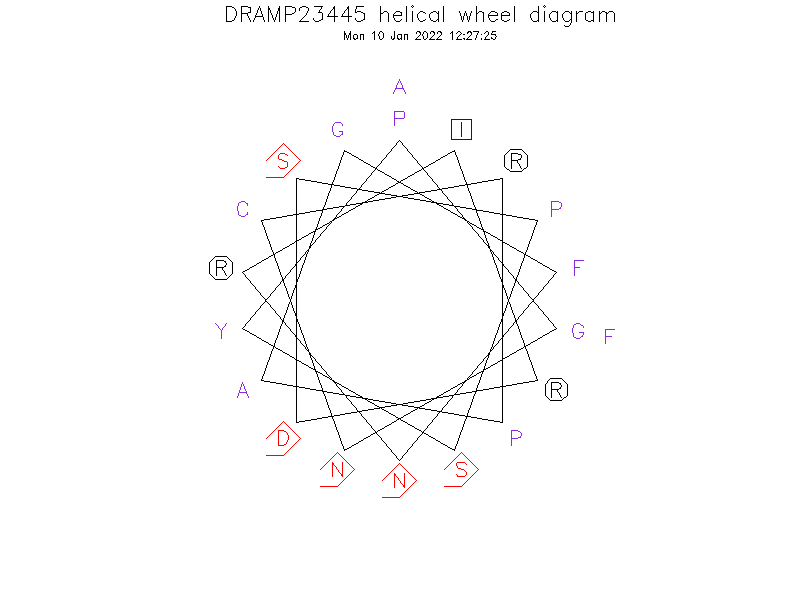 DRAMP23445 helical wheel diagram
Mon 10 Jan 2022 12:27:25
A
G P I
S R
C P
R F
Y G F
A R
D P
N N S